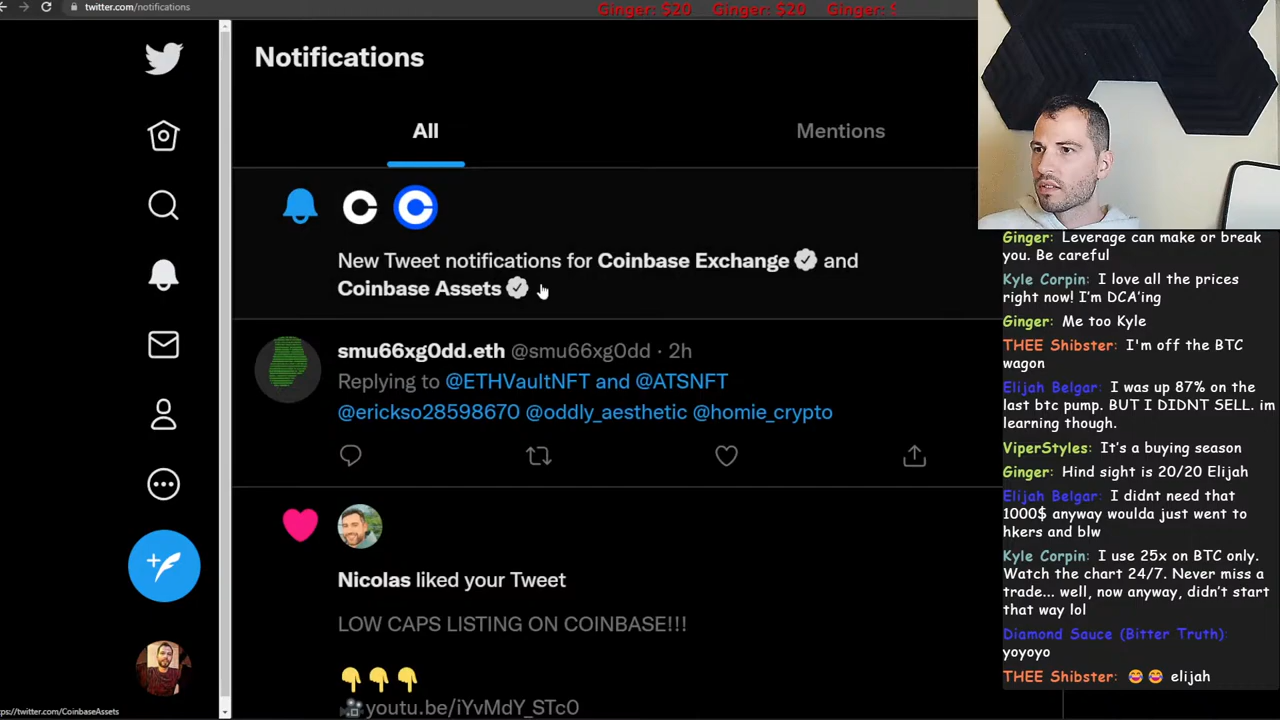 twitter.com/notifications
Ginger: $20 Ginger: $20 Ginger: $
Notifications
All
Mentions
New Tweet notifications for Coinbase Exchange and
Coinbase Assets
smu66xg0dd.eth @smu66xg0dd · 2h
Replying to @ETHVaultNFT and @ATSNFT
@erickso28598670 @oddly_aesthetic @homie_crypto
Nicolas liked your Tweet
LOW CAPS LISTING ON COINBASE!!!
👇👇👇
🎥youtu.be/iYvMdY_STc0
ps://twitter.com/CoinbaseAssets
Ginger: Leverage can make or break
you. Be careful
Kyle Corpin: I love all the prices
right now! I'm DCA'ing
Ginger: Me too Kyle
THEE Shibster: I'm off the BTC
wagon
Elijah Belgar: I was up 87% on the
last btc pump. BUT I DIDNT SELL. im
learning though.
ViperStyles: It's a buying season
Ginger: Hind sight is 20/20 Elijah
Elijah Belgar: I didnt need that
1000$ anyway woulda just went to
hkers and blw
Kyle Corpin: I use 25x on BTC only.
Watch the chart 24/7. Never miss a
trade... well, now anyway, didn't start
that way lol
Diamond Sauce (Bitter Truth):
yoyoyo
THEE Shibster: 😂😂 elijah